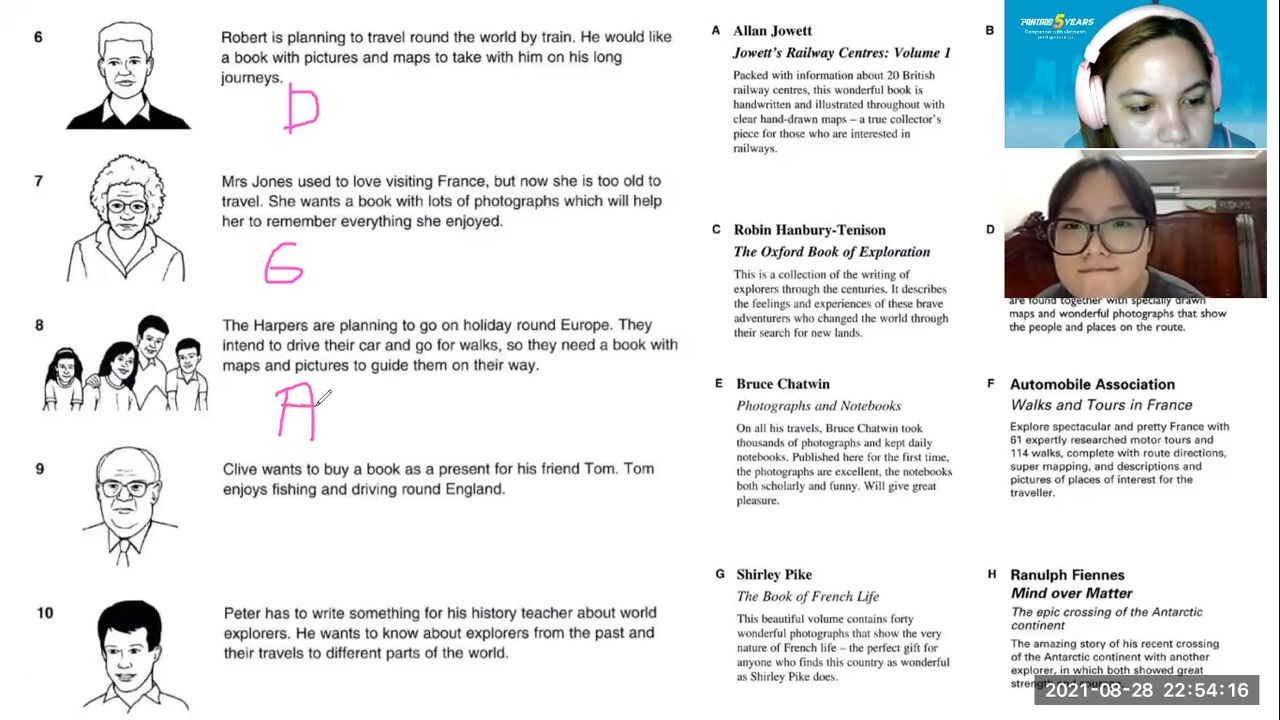 6
Robert is planning to travel round the world by train. He would like
a book with pictures and maps to take with him on his long
journeys.
D
7
Mrs Jones used to love visiting France, but now she is too old to
travel. She wants a book with lots of photographs which will help
her to remember everything she enjoyed.
G
8
The Harpers are planning to go on holiday round Europe. They
intend to drive their car and go for walks, so they need a book with
maps and pictures to guide them on their way.
A
9
Clive wants to buy a book as a present for his friend Tom. Tom
enjoys fishing and driving round England.
10
Peter has to write something for his history teacher about world
explorers. He wants to know about explorers from the past and
their travels to different parts of the world.
A
Allan Jowett
Jowett's Railway Centres: Volume 1
Packed with information about 20 British
railway centres, this wonderful book is
handwritten and illustrated throughout with
clear hand-drawn maps – a true collector's
piece for those who are interested in
railways.
B
PANTADO 5 YEARS
C
Robin Hanbury-Tenison
The Oxford Book of Exploration
This is a collection of the writing of
explorers through the centuries. It describes
the feelings and experiences of these brave
adventurers who changed the world through
their search for new lands.
D
are found together with specially drawn
maps and wonderful photographs that show
the people and places on the route.
E
Bruce Chatwin
Photographs and Notebooks
On all his travels, Bruce Chatwin took
thousands of photographs and kept daily
notebooks. Published here for the first time,
the photographs are excellent, the notebooks
both scholarly and funny. Will give great
pleasure.
F
Automobile Association
Walks and Tours in France
Explore spectacular and pretty France with
61 expertly researched motor tours and
114 walks, complete with route directions,
super mapping, and descriptions and
pictures of places of interest for the
traveller.
G
Shirley Pike
The Book of French Life
This beautiful volume contains forty
wonderful photographs that show the very
nature of French life – the perfect gift for
anyone who finds this country as wonderful
as Shirley Pike does.
H
Ranulph Fiennes
Mind over Matter
The epic crossing of the Antarctic
continent
The amazing story of his recent crossing
of the Antarctic continent with another
explorer, in which both showed great
2021-08-28 22:54:16